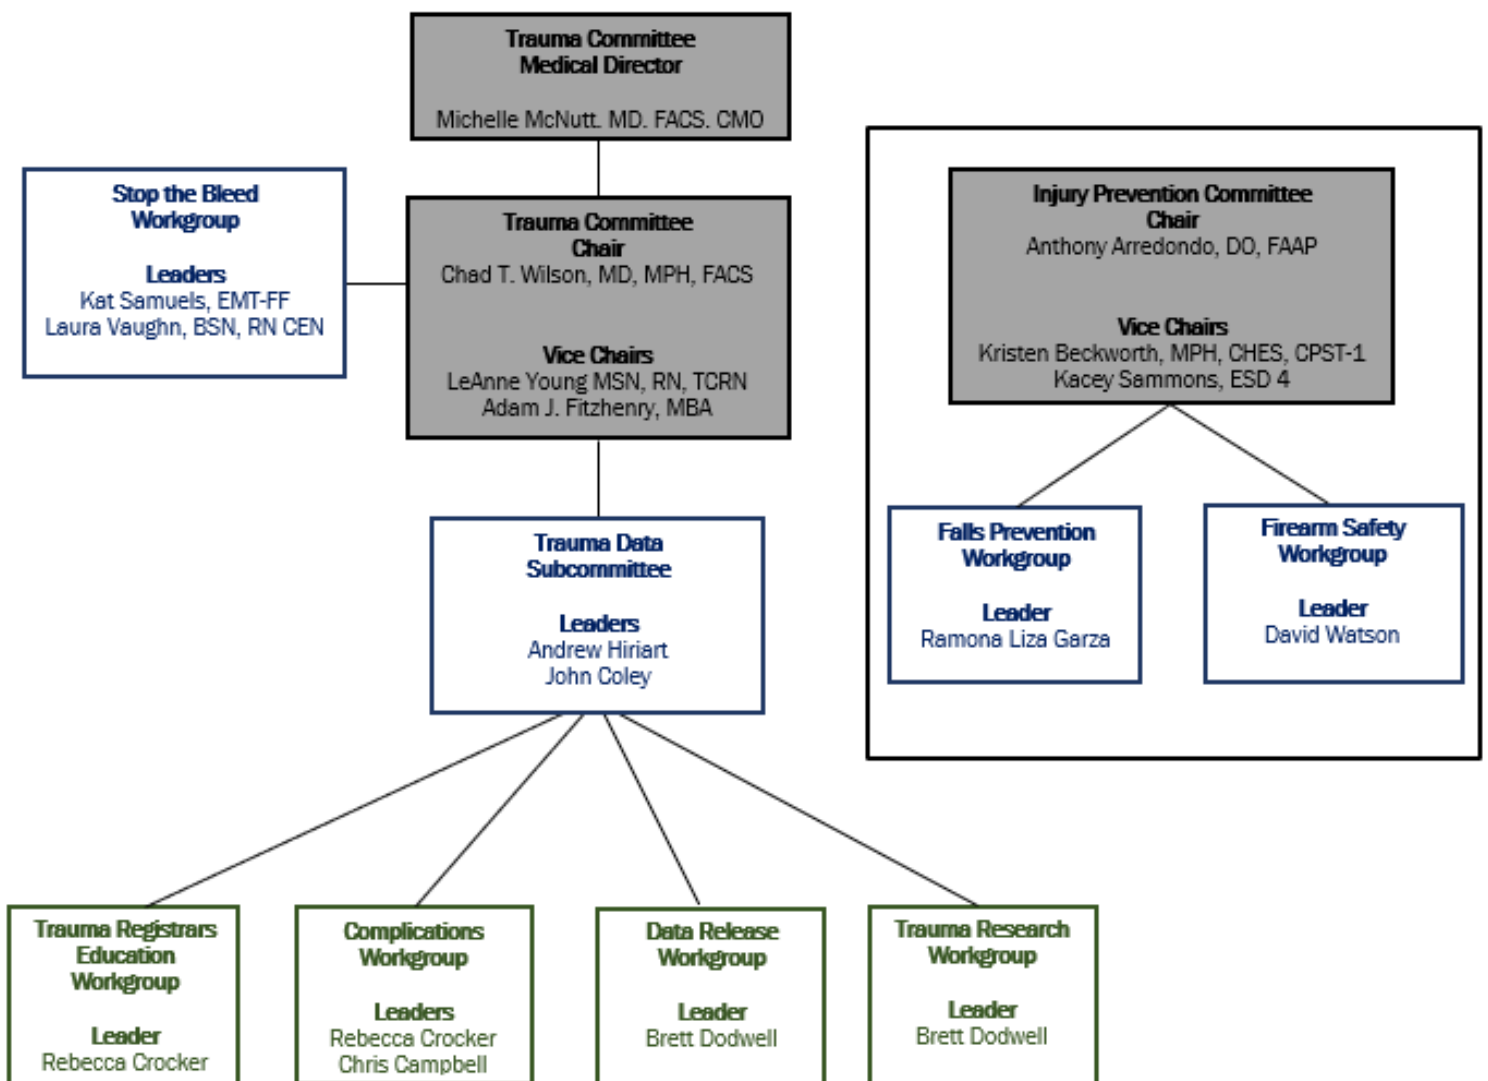 Trauma Committee
Medical Director
Michelle McNutt. MD. FACS. CMO
Stop the Bleed
Workgroup
Leaders
Kat Samuels, EMT-FF
Laura Vaughn, BSN, RN CEN
Trauma Committee
Chair
Chad T. Wilson, MD, MPH, FACS
Vice Chairs
LeAnne Young MSN, RN, TCRN
Adam J. Fitzhenry, MBA
Injury Prevention Committee
Chair
Anthony Arredondo, DO, FAAP
Vice Chairs
Kristen Beckworth, MPH, CHES, CPST-1
Kacey Sammons, ESD 4
Trauma Data
Subcommittee
Leaders
Andrew Hiriart
John Coley
Falls Prevention
Workgroup
Leader
Ramona Liza Garza
Firearm Safety
Workgroup
Leader
David Watson
Trauma Registrars
Education
Workgroup
Leader
Rebecca Crocker
Complications
Workgroup
Leaders
Rebecca Crocker
Chris Campbell
Data Release
Workgroup
Leader
Brett Dodwell
Trauma Research
Workgroup
Leader
Brett Dodwell